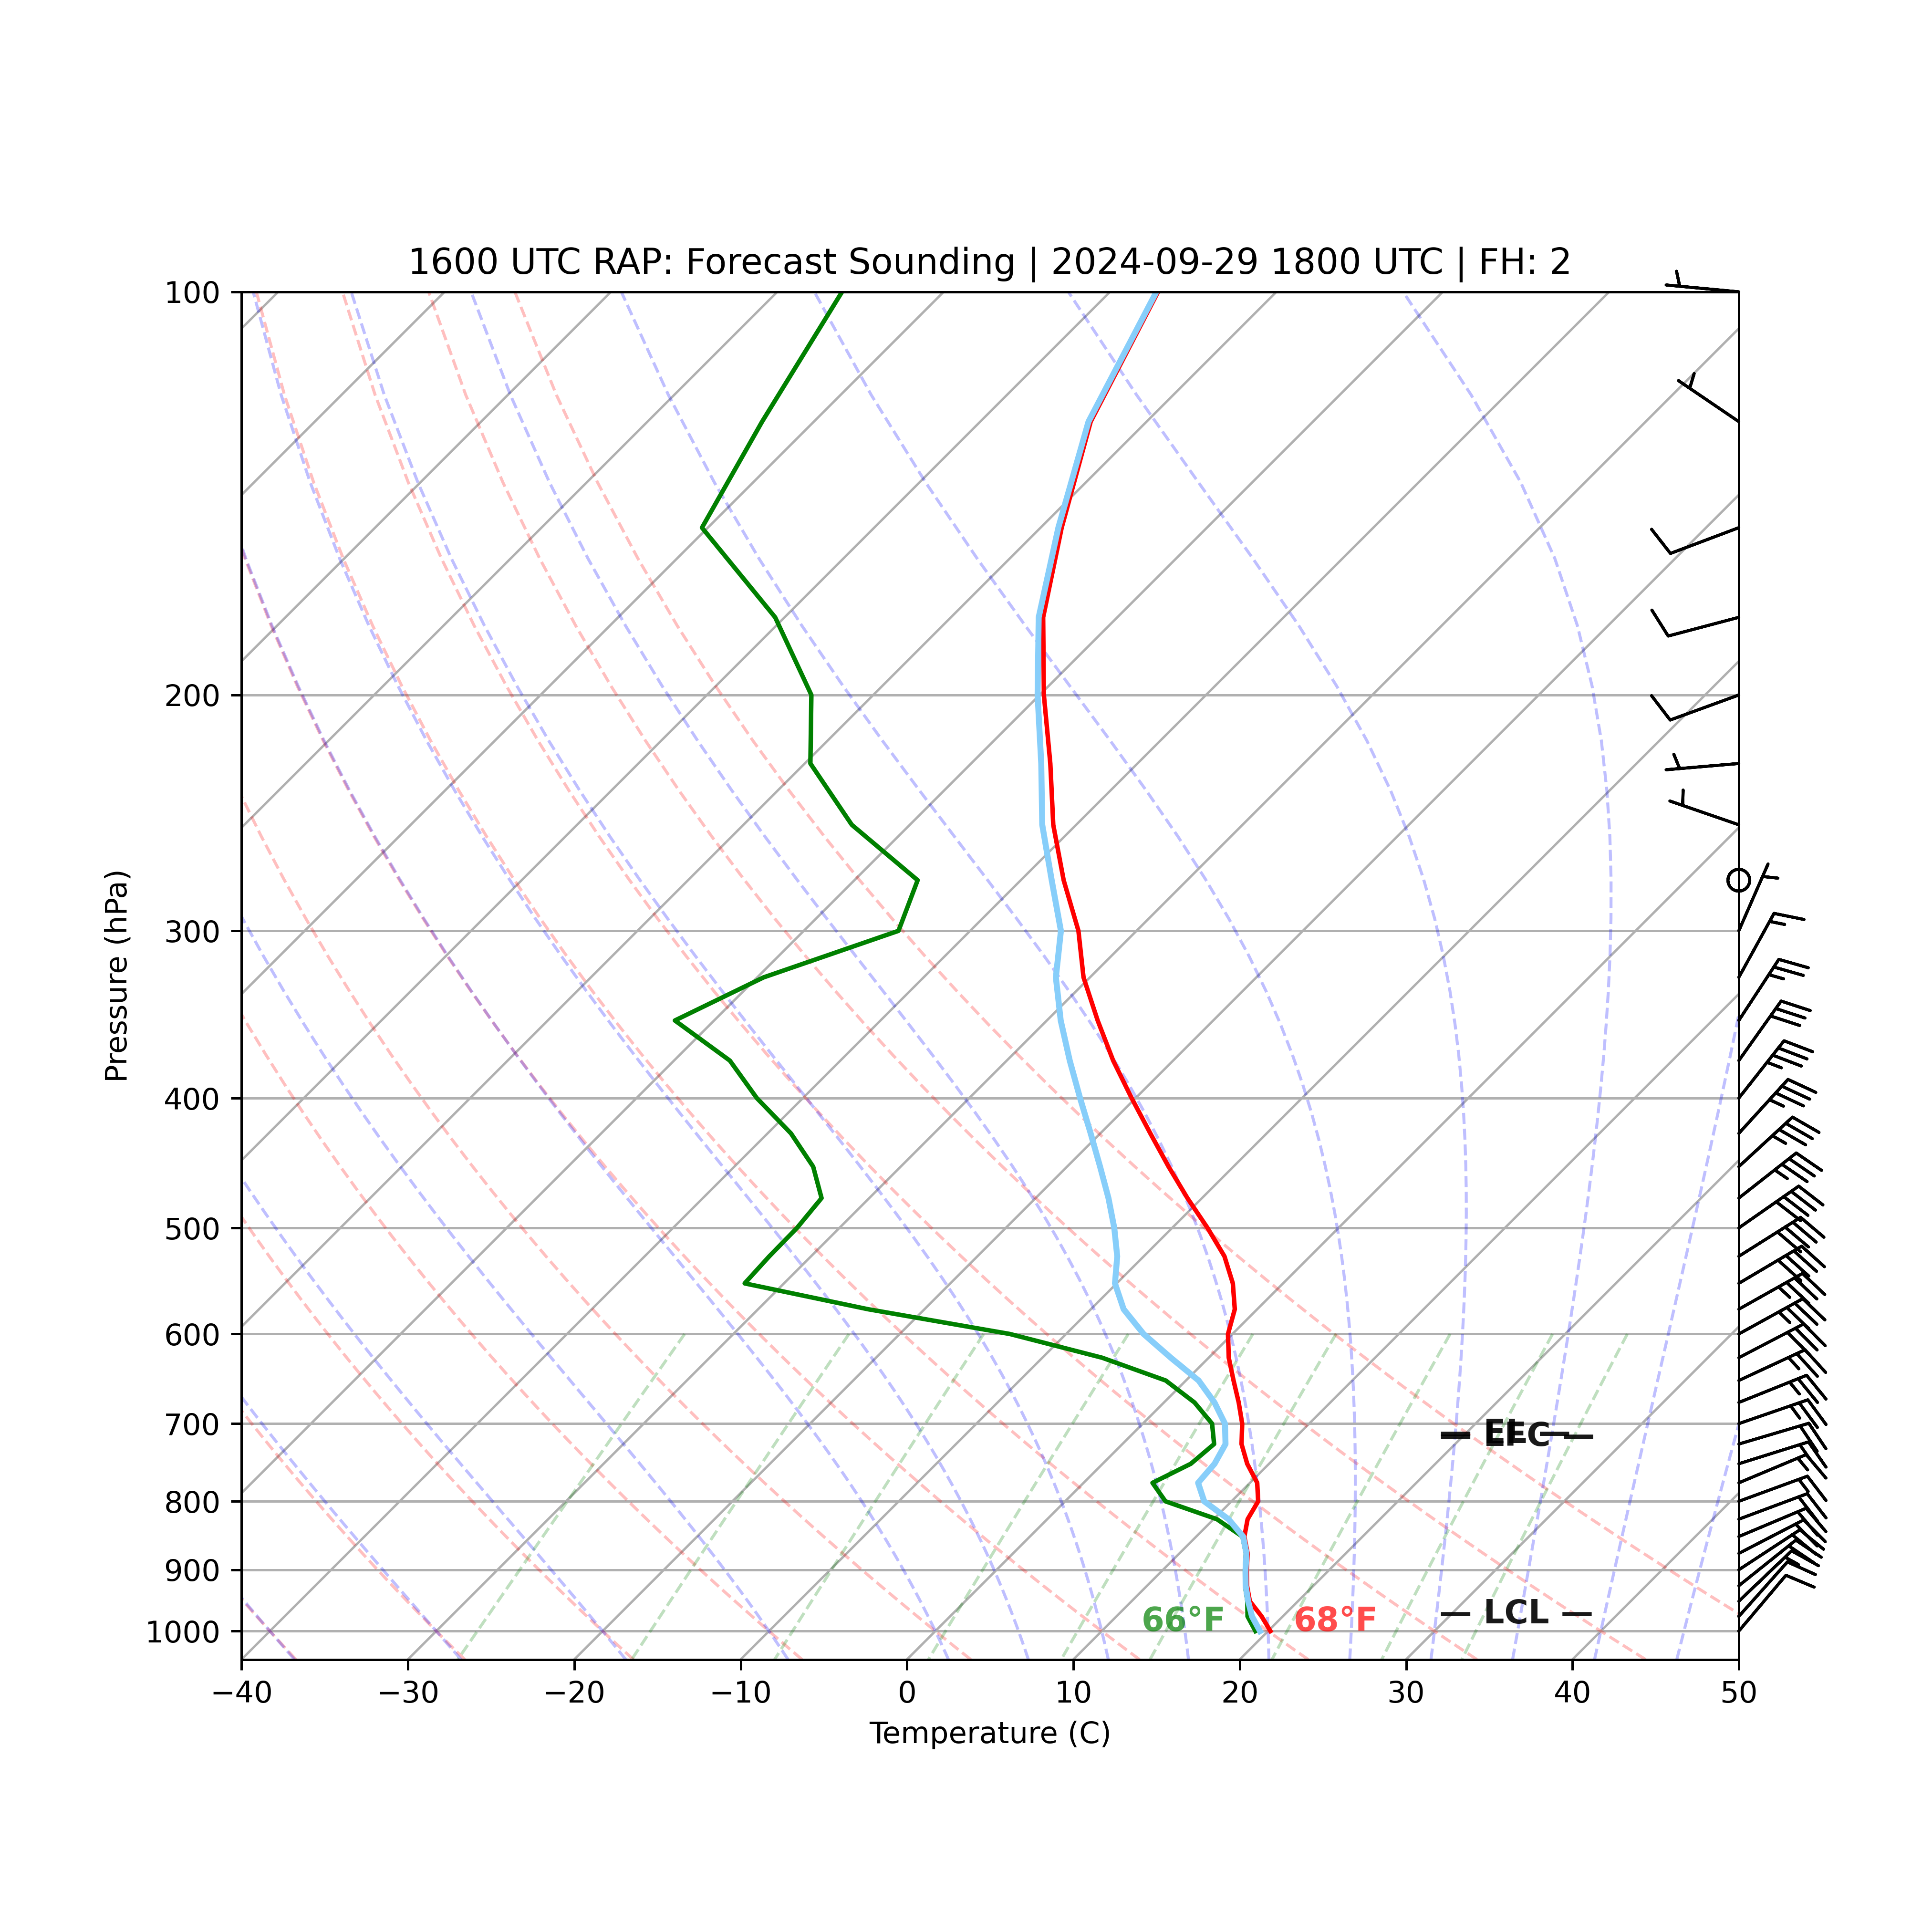 1600 UTC RAP: Forecast Sounding | 2024-09-29 1800 UTC | FH: 2
100
200
300
400
500
600
700
800
900
1000
Pressure (hPa)
LCL
66°F 68°F
−40 −30 −20 −10 0 10 20 30 40 50
Temperature (C)